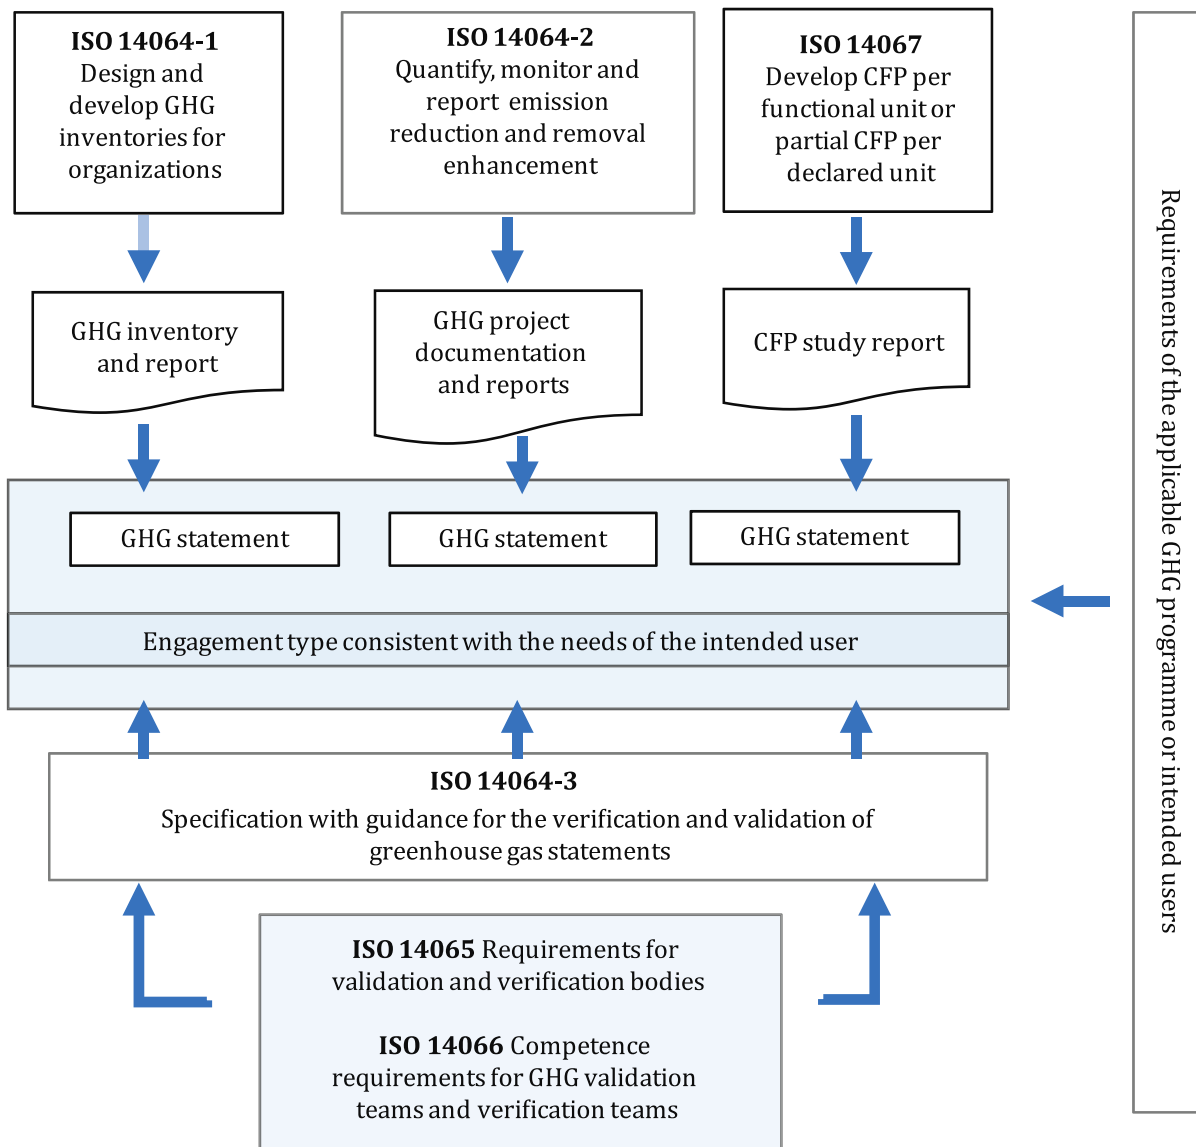 ISO 14064-1
Design and
develop GHG
inventories for
organizations
ISO 14064-2
Quantify, monitor and
report emission
reduction and removal
enhancement
ISO 14067
Develop CFP per
functional unit or
partial CFP per
declared unit
GHG inventory
and report
GHG project
documentation
and reports
CFP study report
GHG statement
GHG statement
GHG statement
Engagement type consistent with the needs of the intended user
ISO 14064-3
Specification with guidance for the verification and validation of
greenhouse gas statements
ISO 14065 Requirements for
validation and verification bodies
ISO 14066 Competence
requirements for GHG validation
teams and verification teams
Requirements of the applicable GHG programme or intended users